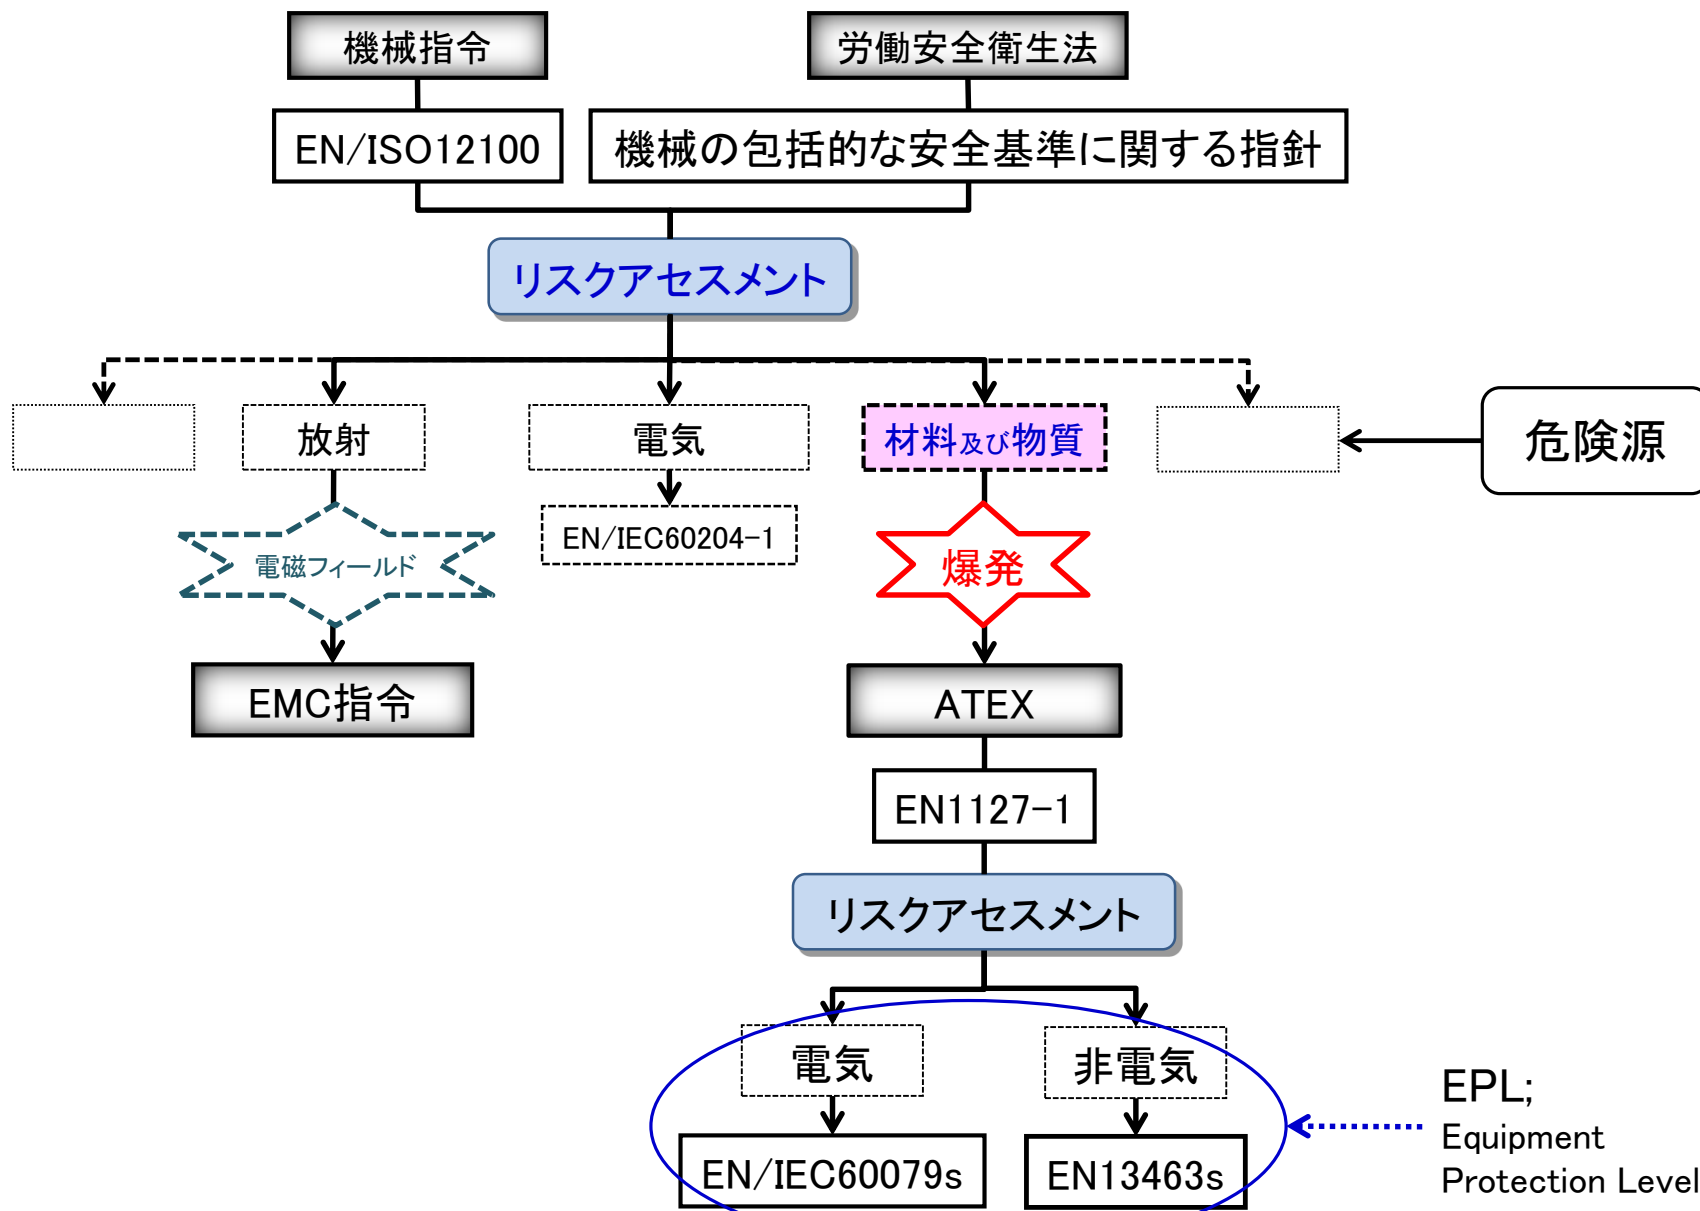 機械指令
労働安全衛生法
EN/ISO12100
機械の包括的な安全基準に関する指針
リスクアセスメント
放射
電気
材料及び物質
危険源
電磁フィールド
EN/IEC60204-1
爆発
EMC指令
ATEX
EN1127-1
リスクアセスメント
電気
非電気
EPL;
Equipment
Protection Level
EN/IEC60079s
EN13463s